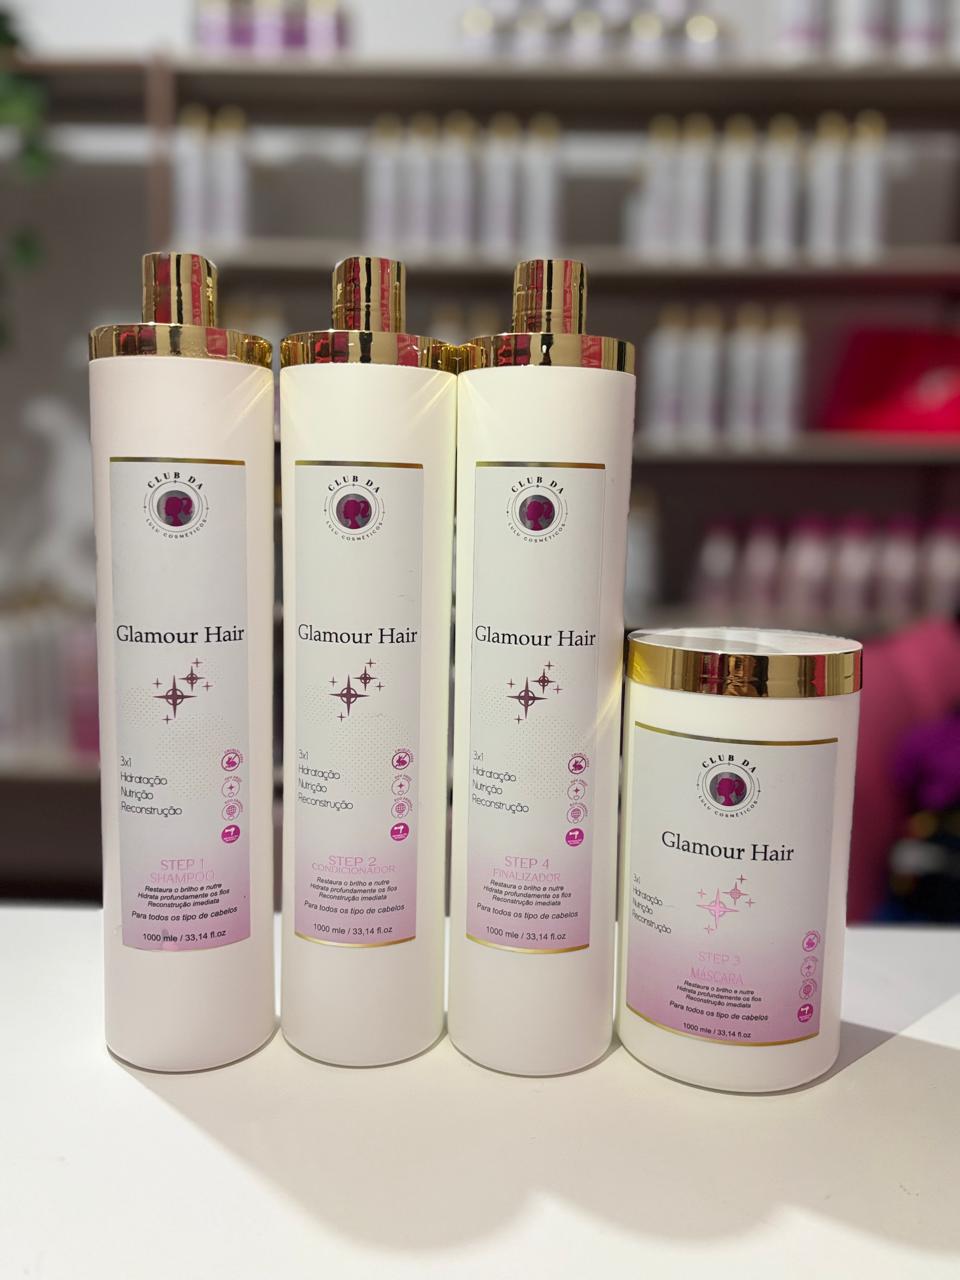 CLUB DA
LULU COSMÉTICOS
Glamour Hair
3x1
Hidratação
Nutrição
Reconstrução
STEP 1
SHAMPOO
Restaura o brilho e nutre
Hidrata profundamente os fios
Reconstrução imediata
Para todos os tipo de cabelos
1000 mle / 33,14 fl.oz
CLUB DA
LULU COSMÉTICOS
Glamour Hair
3x1
Hidratação
Nutrição
Reconstrução
STEP 2
CONDICIONADOR
Restaura o brilho e nutre
Hidrata profundamente os fios
Reconstrução imediata
Para todos os tipo de cabelos
1000 mle / 33,14 fl.oz
CLUB DA
LULU COSMÉTICOS
Glamour Hair
3x1
Hidratação
Nutrição
Reconstrução
STEP 4
FINALIZADOR
Restaura o brilho e nutre
Hidrata profundamente os fios
Reconstrução imediata
Para todos os tipo de cabelos
1000 mle / 33,14 fl.oz
CLUB DA
LULU COSMÉTICOS
Glamour Hair
3x1
Hidratação
Nutrição
Reconstrução
STEP 3
MÁSCARA
Restaura o brilho e nutre
Hidrata profundamente os fios
Reconstrução imediata
Para todos os tipo de cabelos
1000 mle / 33,14 fl.oz